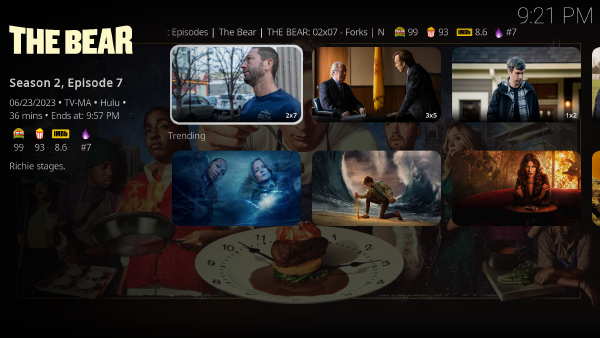 9:21 PM
: Episodes | The Bear | THE BEAR: 02x07 - Forks | N 99 93 IMDb 8.6 #7
THE BEAR
Season 2, Episode 7
06/23/2023 • TV-MA • Hulu •
36 mins • Ends at: 9:57 PM
IMDb
99 93 8.6 #7
Richie stages.
2x7
3x5
1x2
Trending